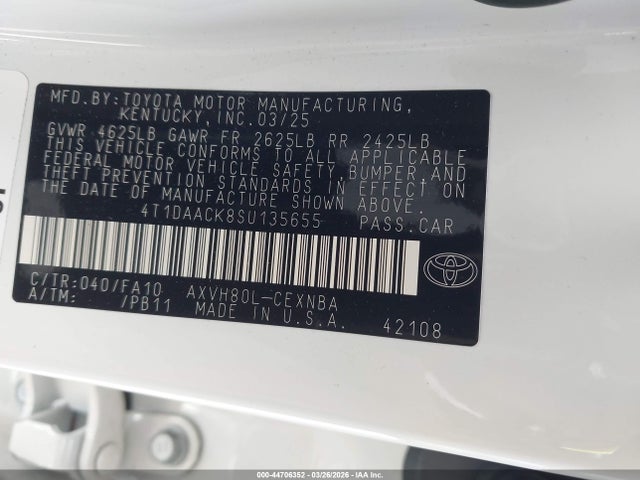 MFD.BY:TOYOTA MOTOR MANUFACTURING,
KENTUCKY, INC.03/25
GVWR 4625LB GAWR FR 2625LB RR 2425LB
THIS VEHICLE CONFORMS TO ALL APPLICABLE
FEDERAL MOTOR VEHICLE SAFETY,BUMPER,AND
THEFT PREVENTION STANDARDS IN EFFECT ON
THE DATE OF MANUFACTURE SHOWN ABOVE.
4T1DAACK8SU135655 PASS.CAR
C/TR:040/FA10 AXVH80L-CEXNBA
A/TM: /PB11 MADE IN U.S.A.
42108
000-44706352 | 03/26/2026 | © COPYRIGHT IAA, LLC